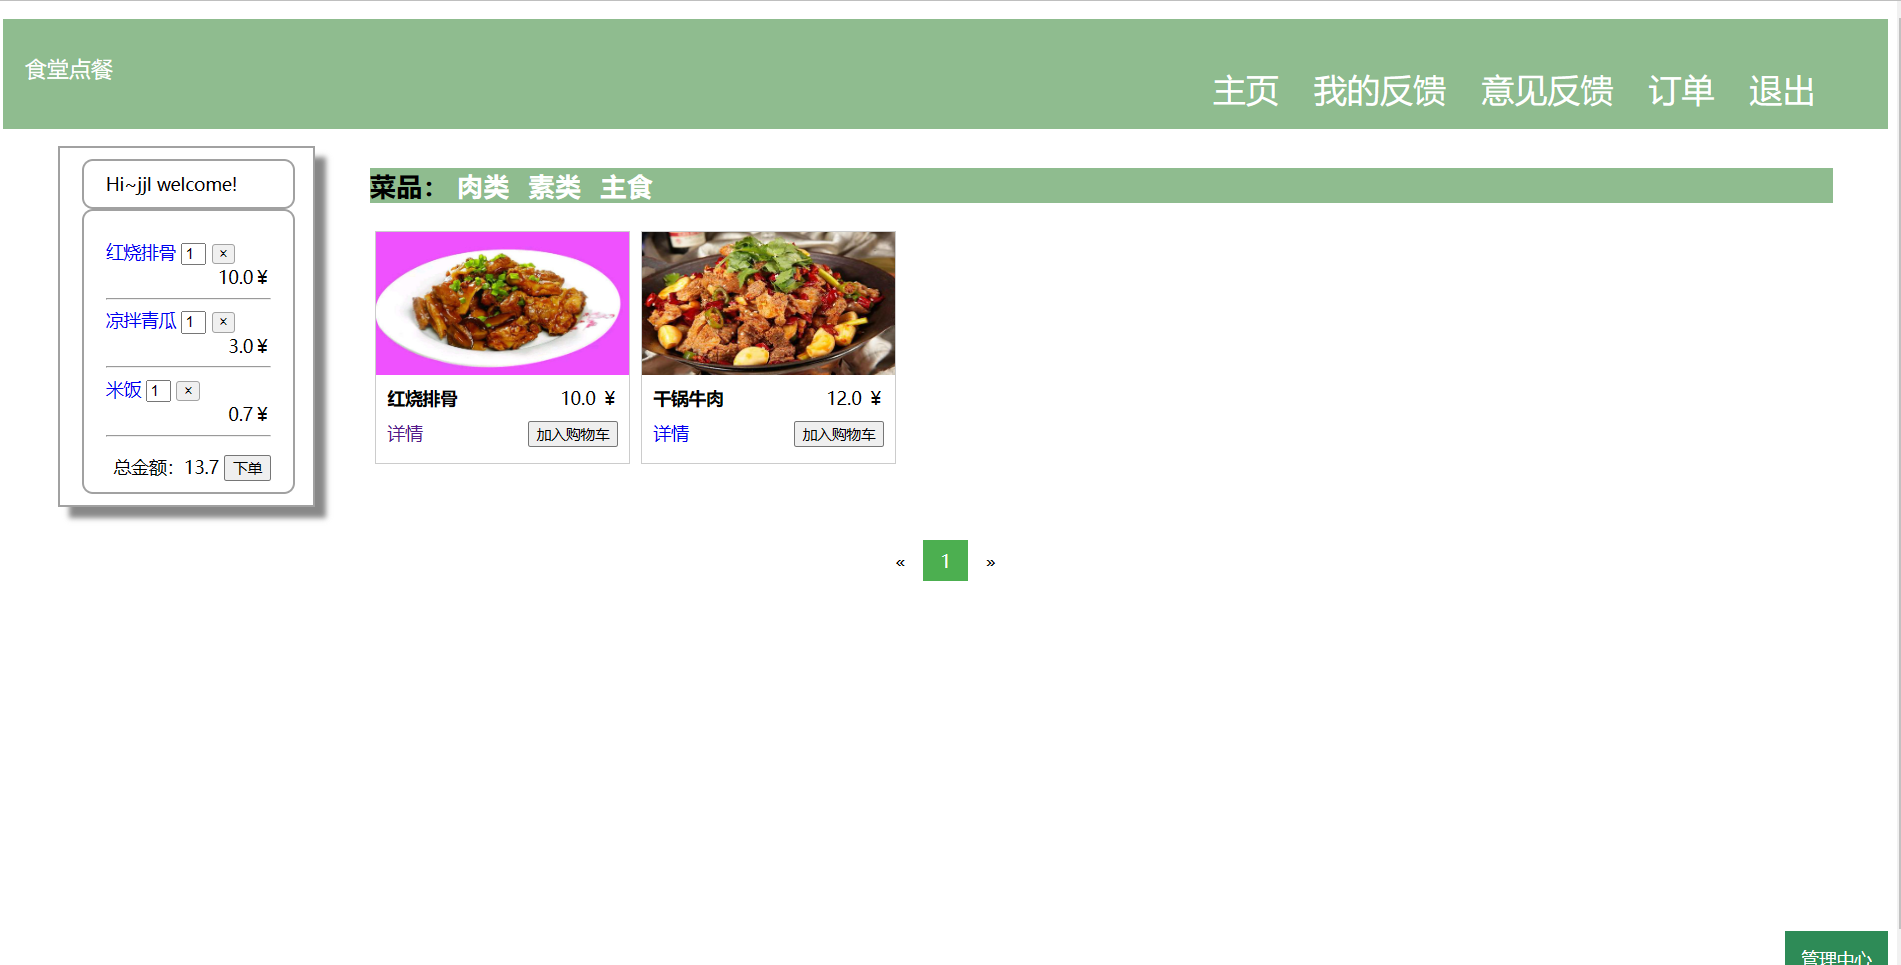 食堂点餐
主页 我的反馈 意见反馈 订单 退出
Hi~jjl welcome!
红烧排骨 1 ×
10.0¥
凉拌青瓜 1 ×
3.0¥
米饭 1 ×
0.7¥
总金额：13.7 下单
菜品： 肉类 素类 主食
红烧排骨 10.0 ¥
详情 加入购物车
干锅牛肉 12.0 ¥
详情 加入购物车
« 1 »
管理中心